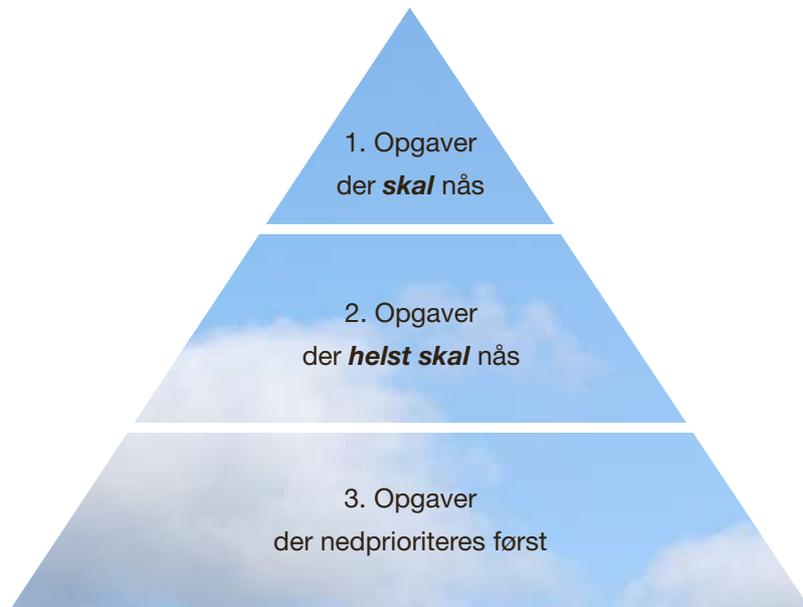 1. Opgaver
der skal nås
2. Opgaver
der helst skal nås
3. Opgaver
der nedprioriteres først